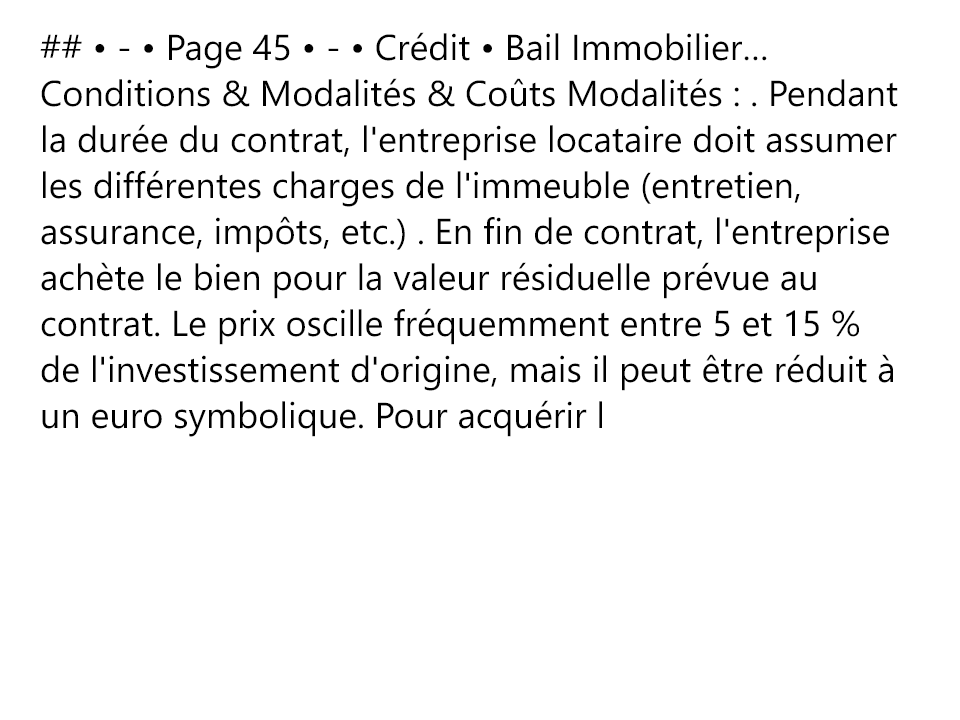 ## • - • Page 45 • - • Crédit • Bail Immobilier...
Conditions & Modalités & Coûts Modalités : . Pendant
la durée du contrat, l'entreprise locataire doit assumer
les différentes charges de l'immeuble (entretien,
assurance, impôts, etc.) . En fin de contrat, l'entreprise
achète le bien pour la valeur résiduelle prévue au
contrat. Le prix oscille fréquemment entre 5 et 15 %
de l'investissement d'origine, mais il peut être réduit à
un euro symbolique. Pour acquérir l